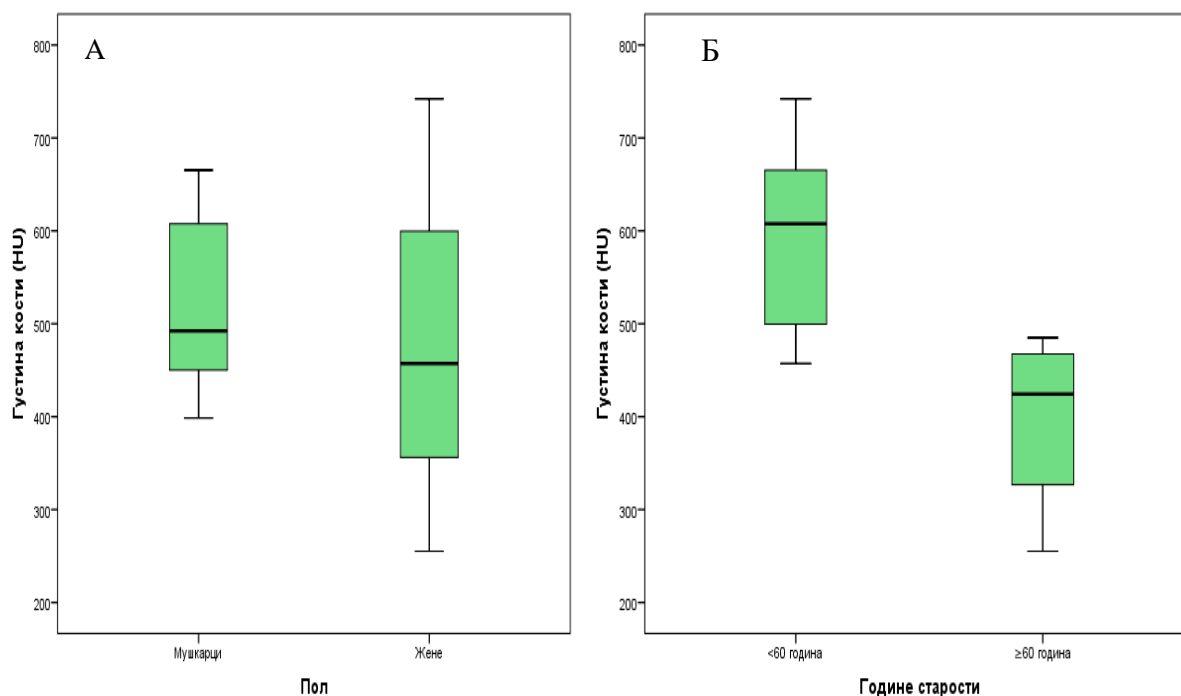 А
800
700
600
500
400
300
200
Густина кости (HU)
Мушкарци
Жене
Пол
Б
800
700
600
500
400
300
200
Густина кости (HU)
<60 година
≥60 година
Године старости